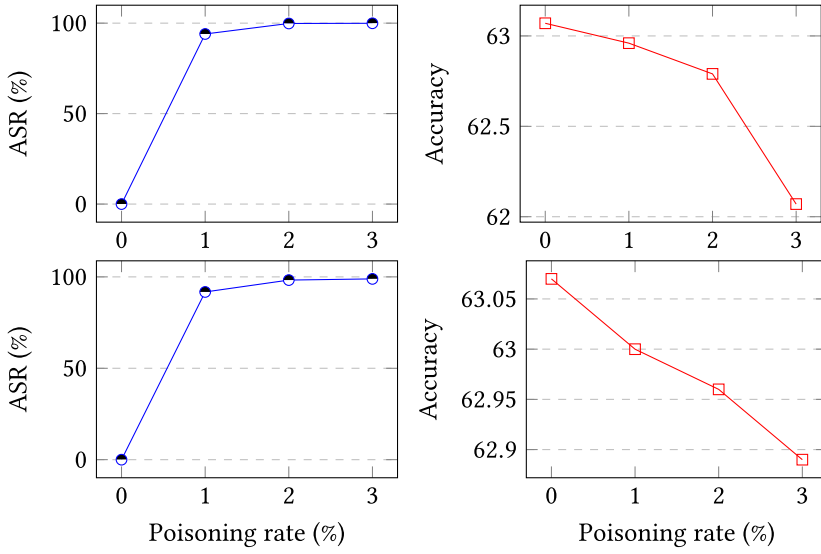 100
50
0
ASR (%)
0 1 2 3
63
62.5
62
Accuracy
0 1 2 3
100
50
0
ASR (%)
0 1 2 3
Poisoning rate (%)
63.05
63
62.95
62.9
Accuracy
0 1 2 3
Poisoning rate (%)